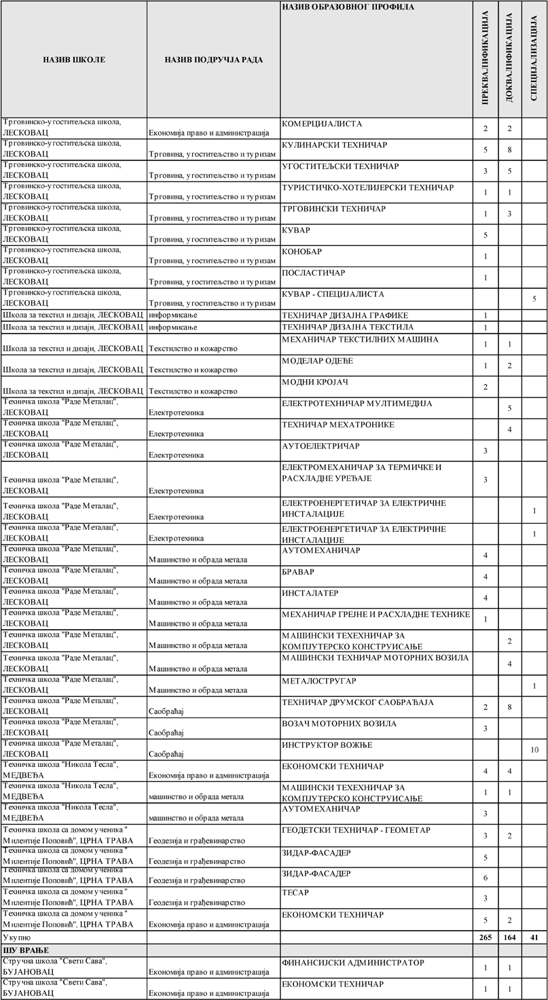 НАЗИВ ШКОЛЕ НАЗИВ ПОДРУЧЈА РАДА НАЗИВ ОБРАЗОВНОГ ПРОФИЛА ПРЕКВАЛИФИКАЦИЈА ДОКВАЛИФИКАЦИЈА СПЕЦИЈАЛИЗАЦИЈА
Трговинско-угоститељска школа, ЛЕСКОВАЦ Економија право и администрација КОМЕРЦИЈАЛИСТА 2 2
Трговинско-угоститељска школа, ЛЕСКОВАЦ Трговина, угоститељство и туризам КУЛИНАРСКИ ТЕХНИЧАР 5 8
Трговинско-угоститељска школа, ЛЕСКОВАЦ Трговина, угоститељство и туризам УГОСТИТЕЉСКИ ТЕХНИЧАР 3 5
Трговинско-угоститељска школа, ЛЕСКОВАЦ Трговина, угоститељство и туризам ТУРИСТИЧКО-ХОТЕЛИЈЕРСКИ ТЕХНИЧАР 1 1
Трговинско-угоститељска школа, ЛЕСКОВАЦ Трговина, угоститељство и туризам ТРГОВИНСКИ ТЕХНИЧАР 1 3
Трговинско-угоститељска школа, ЛЕСКОВАЦ Трговина, угоститељство и туризам КУВАР 5
Трговинско-угоститељска школа, ЛЕСКОВАЦ Трговина, угоститељство и туризам КОНОБАР 1
Трговинско-угоститељска школа, ЛЕСКОВАЦ Трговина, угоститељство и туризам ПОСЛАСТИЧАР 1
Трговинско-угоститељска школа, ЛЕСКОВАЦ Трговина, угоститељство и туризам КУВАР - СПЕЦИЈАЛИСТА 5
Школа за текстил и дизајн, ЛЕСКОВАЦ информисање ТЕХНИЧАР ДИЗАЈНА ГРАФИКЕ 1
Школа за текстил и дизајн, ЛЕСКОВАЦ информисање ТЕХНИЧАР ДИЗАЈНА ТЕКСТИЛА 1
Школа за текстил и дизајн, ЛЕСКОВАЦ Текстилство и кожарство МЕХАНИЧАР ТЕКСТИЛНИХ МАШИНА 1 1
Школа за текстил и дизајн, ЛЕСКОВАЦ Текстилство и кожарство МОДЕЛАР ОДЕЋЕ 1 2
Школа за текстил и дизајн, ЛЕСКОВАЦ Текстилство и кожарство МОДНИ КРОЈАЧ 2
Техничка школа "Раде Металац", ЛЕСКОВАЦ Електротехника ЕЛЕКТРОТЕХНИЧАР МУЛТИМЕДИЈА 5
Техничка школа "Раде Металац", ЛЕСКОВАЦ Електротехника ТЕХНИЧАР МЕХАТРОНИКЕ 4
Техничка школа "Раде Металац", ЛЕСКОВАЦ Електротехника АУТОЕЛЕКТРИЧАР 3
Техничка школа "Раде Металац", ЛЕСКОВАЦ Електротехника ЕЛЕКТРОМЕХАНИЧАР ЗА ТЕРМИЧКЕ И РАСХЛАДНЕ УРЕЂАЈЕ 3
Техничка школа "Раде Металац", ЛЕСКОВАЦ Електротехника ЕЛЕКТРОЕНЕРГЕТИЧАР ЗА ЕЛЕКТРИЧНЕ ИНСТАЛАЦИЈЕ 1
Техничка школа "Раде Металац", ЛЕСКОВАЦ Електротехника ЕЛЕКТРОЕНЕРГЕТИЧАР ЗА ЕЛЕКТРИЧНЕ ИНСТАЛАЦИЈЕ 1
Техничка школа "Раде Металац", ЛЕСКОВАЦ Машинство и обрада метала АУТОМЕХАНИЧАР 4
Техничка школа "Раде Металац", ЛЕСКОВАЦ Машинство и обрада метала БРАВАР 4
Техничка школа "Раде Металац", ЛЕСКОВАЦ Машинство и обрада метала ИНСТАЛАТЕР 4
Техничка школа "Раде Металац", ЛЕСКОВАЦ Машинство и обрада метала МЕХАНИЧАР ГРЕЈНЕ И РАСХЛАДНЕ ТЕХНИКЕ 1
Техничка школа "Раде Металац", ЛЕСКОВАЦ Машинство и обрада метала МАШИНСКИ ТЕХЕХНИЧАР ЗА КОМПЈУТЕРСКО КОНСТРУИСАЊЕ 2
Техничка школа "Раде Металац", ЛЕСКОВАЦ Машинство и обрада метала МАШИНСКИ ТЕХНИЧАР МОТОРНИХ ВОЗИЛА 4
Техничка школа "Раде Металац", ЛЕСКОВАЦ Машинство и обрада метала МЕТАЛОСТРУГАР 1
Техничка школа "Раде Металац", ЛЕСКОВАЦ Саобраћај ТЕХНИЧАР ДРУМСКОГ САОБРАЋАЈА 2 8
Техничка школа "Раде Металац", ЛЕСКОВАЦ Саобраћај ВОЗАЧ МОТОРНИХ ВОЗИЛА 3
Техничка школа "Раде Металац", ЛЕСКОВАЦ Саобраћај ИНСТРУКТОР ВОЖЊЕ 10
Техничка школа "Никола Тесла", МЕДВЕЂА Економија право и администрација ЕКОНОМСКИ ТЕХНИЧАР 4 4
Техничка школа "Никола Тесла", МЕДВЕЂА машинство и обрада метала МАШИНСКИ ТЕХЕХНИЧАР ЗА КОМПЈУТЕРСКО КОНСТРУИСАЊЕ 1 1
Техничка школа "Никола Тесла", МЕДВЕЂА машинство и обрада метала АУТОМЕХАНИЧАР 3
Техничка школа са домом ученика " Милентије Поповић", ЦРНА ТРАВА Геодезија и грађевинарство ГЕОДЕТСКИ ТЕХНИЧАР - ГЕОМЕТАР 3 2
Техничка школа са домом ученика " Милентије Поповић", ЦРНА ТРАВА Геодезија и грађевинарство ЗИДАР-ФАСАДЕР 5
Техничка школа са домом ученика " Милентије Поповић", ЦРНА ТРАВА Геодезија и грађевинарство ЗИДАР-ФАСАДЕР 6
Техничка школа са домом ученика " Милентије Поповић", ЦРНА ТРАВА Геодезија и грађевинарство ТЕСАР 3
Техничка школа са домом ученика " Милентије Поповић", ЦРНА ТРАВА Економија право и администрација ЕКОНОМСКИ ТЕХНИЧАР 5 2
Укупно 265 164 41
ШУ ВРАЊЕ
Стручна школа "Свети Сава", БУЈАНОВАЦ Економија право и администрација ФИНАНСИЈСКИ АДМИНИСТРАТОР 1 1
Стручна школа "Свети Сава", БУЈАНОВАЦ Економија право и администрација ЕКОНОМСКИ ТЕХНИЧАР 1 1